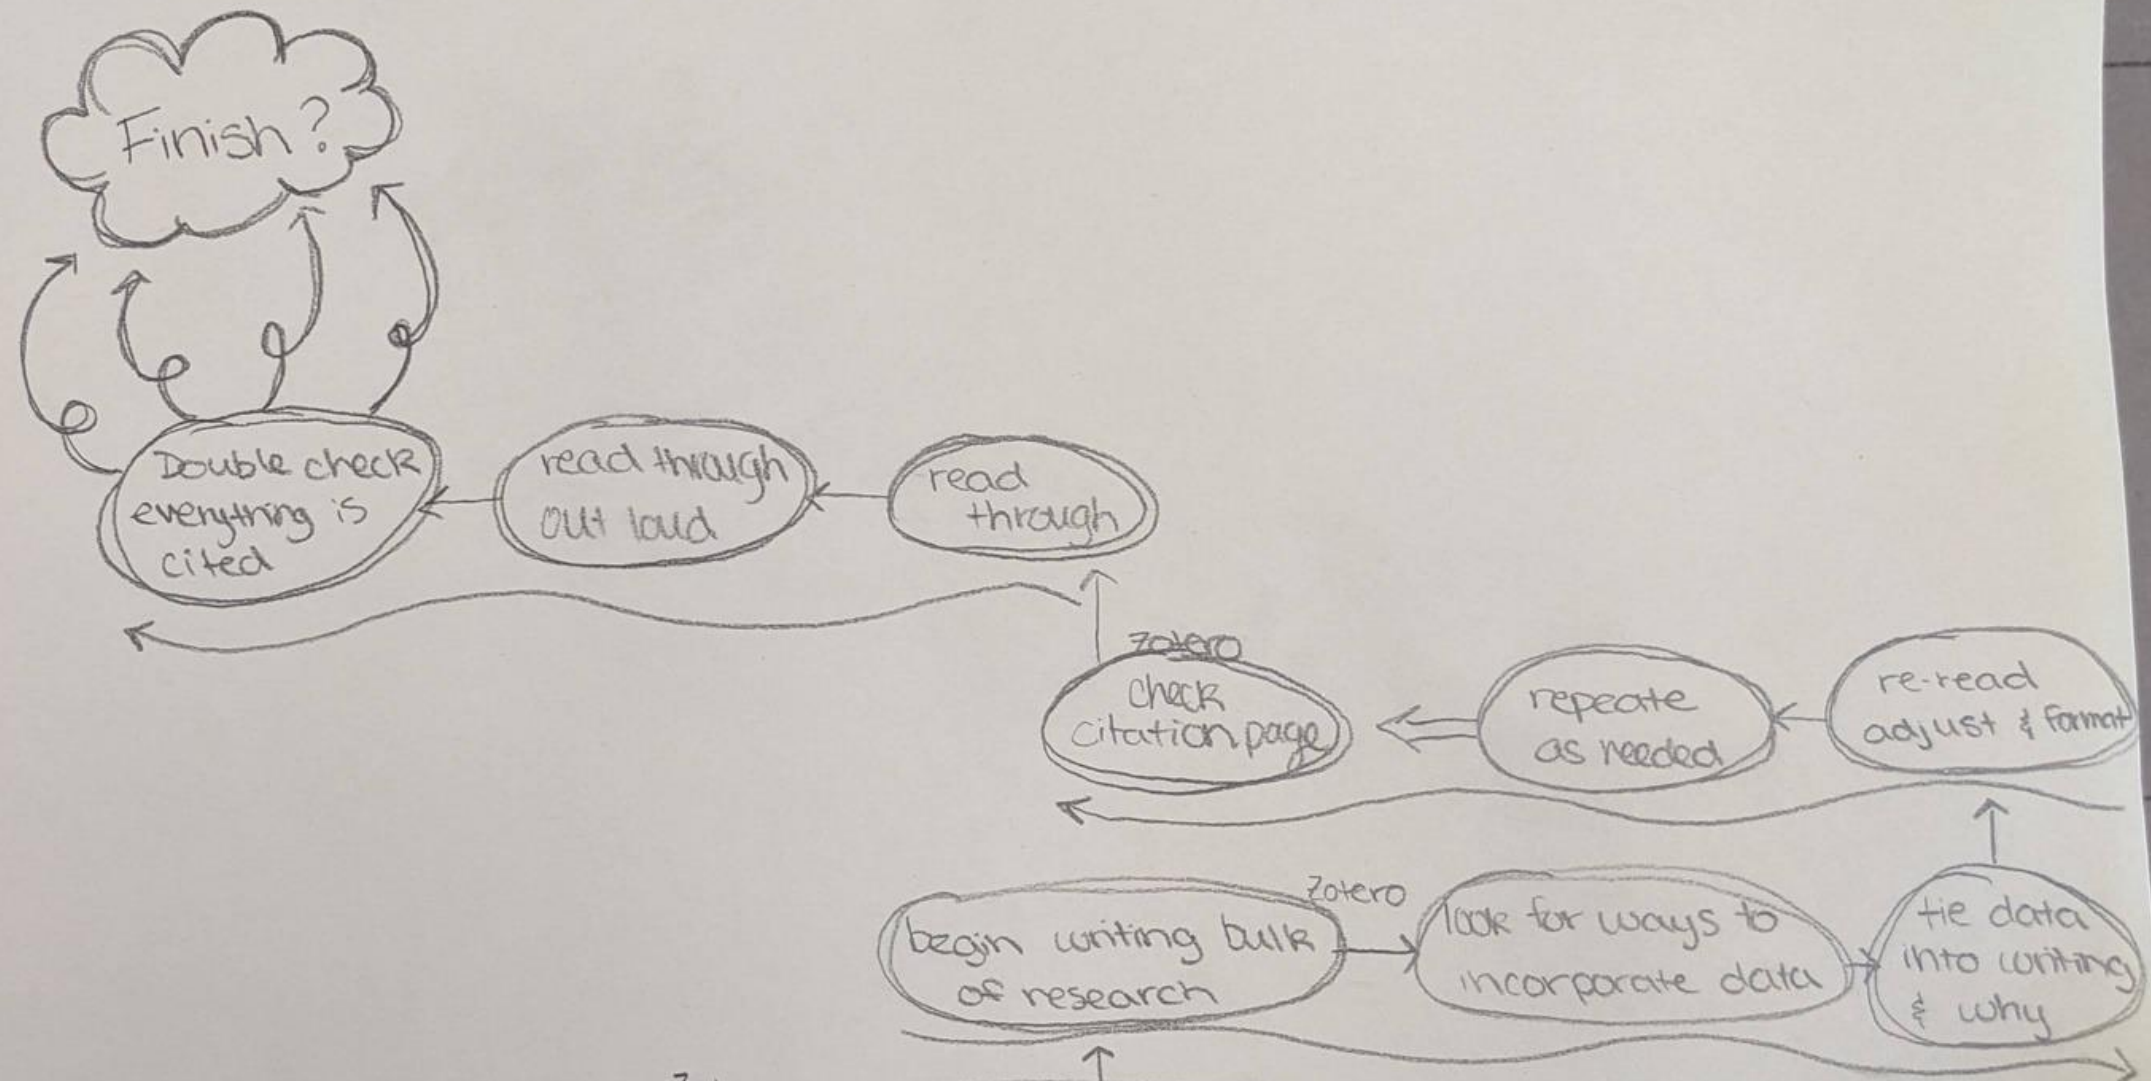 Finish?
Double check
everything is
cited
read through
out loud
read
through
Zotero
check
citation page
repeate
as needed
re-read
adjust & format
begin writing bulk
of research
Zotero
look for ways to
incorporate data
tie data
into writing
& why